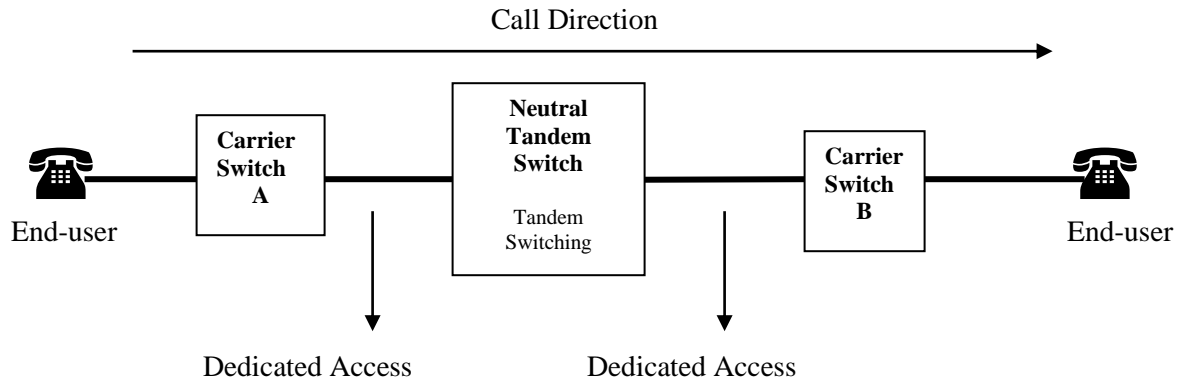 Call Direction
Neutral
Tandem
Switch
Tandem
Switching
Carrier
Switch
A
Carrier
Switch
B
End-user
End-user
Dedicated Access
Dedicated Access